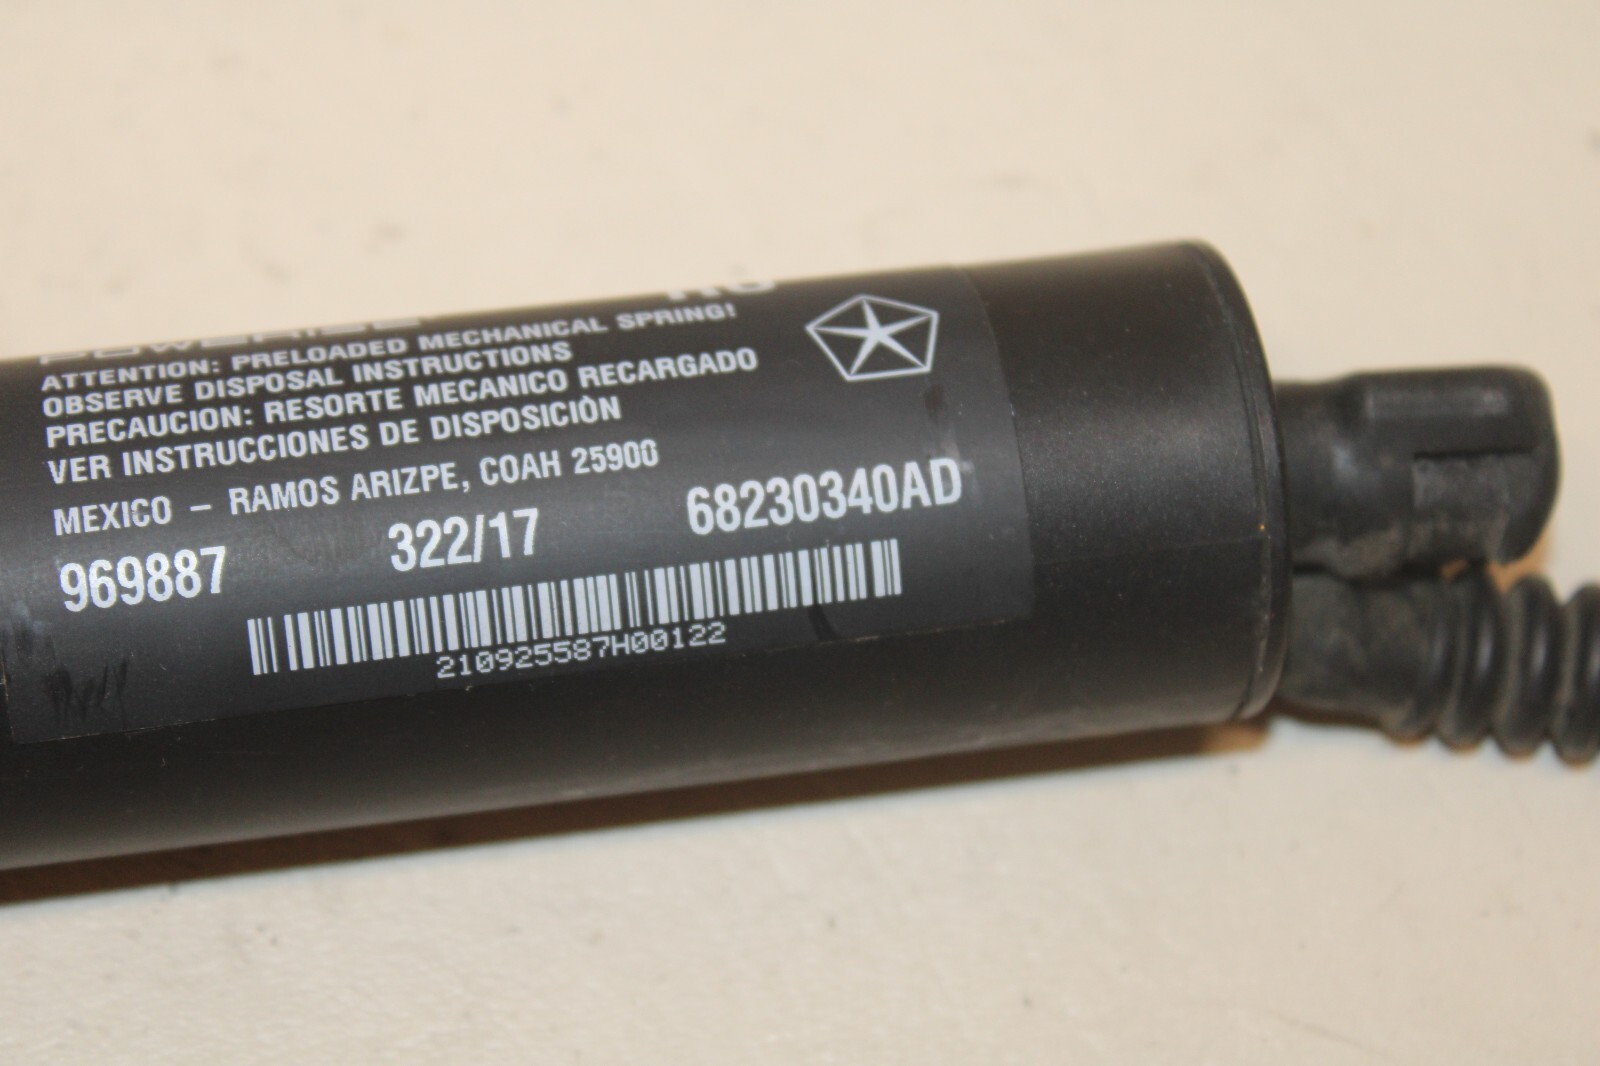 POWERISE
ATTENTION: PRELOADED MECHANICAL SPRING!
OBSERVE DISPOSAL INSTRUCTIONS
PRECAUCION: RESORTE MECANICO RECARGADO
VER INSTRUCCIONES DE DISPOSICIÒN
MEXICO – RAMOS ARIZPE, COAH 25900
969887 322/17 68230340AD
210925587H00122